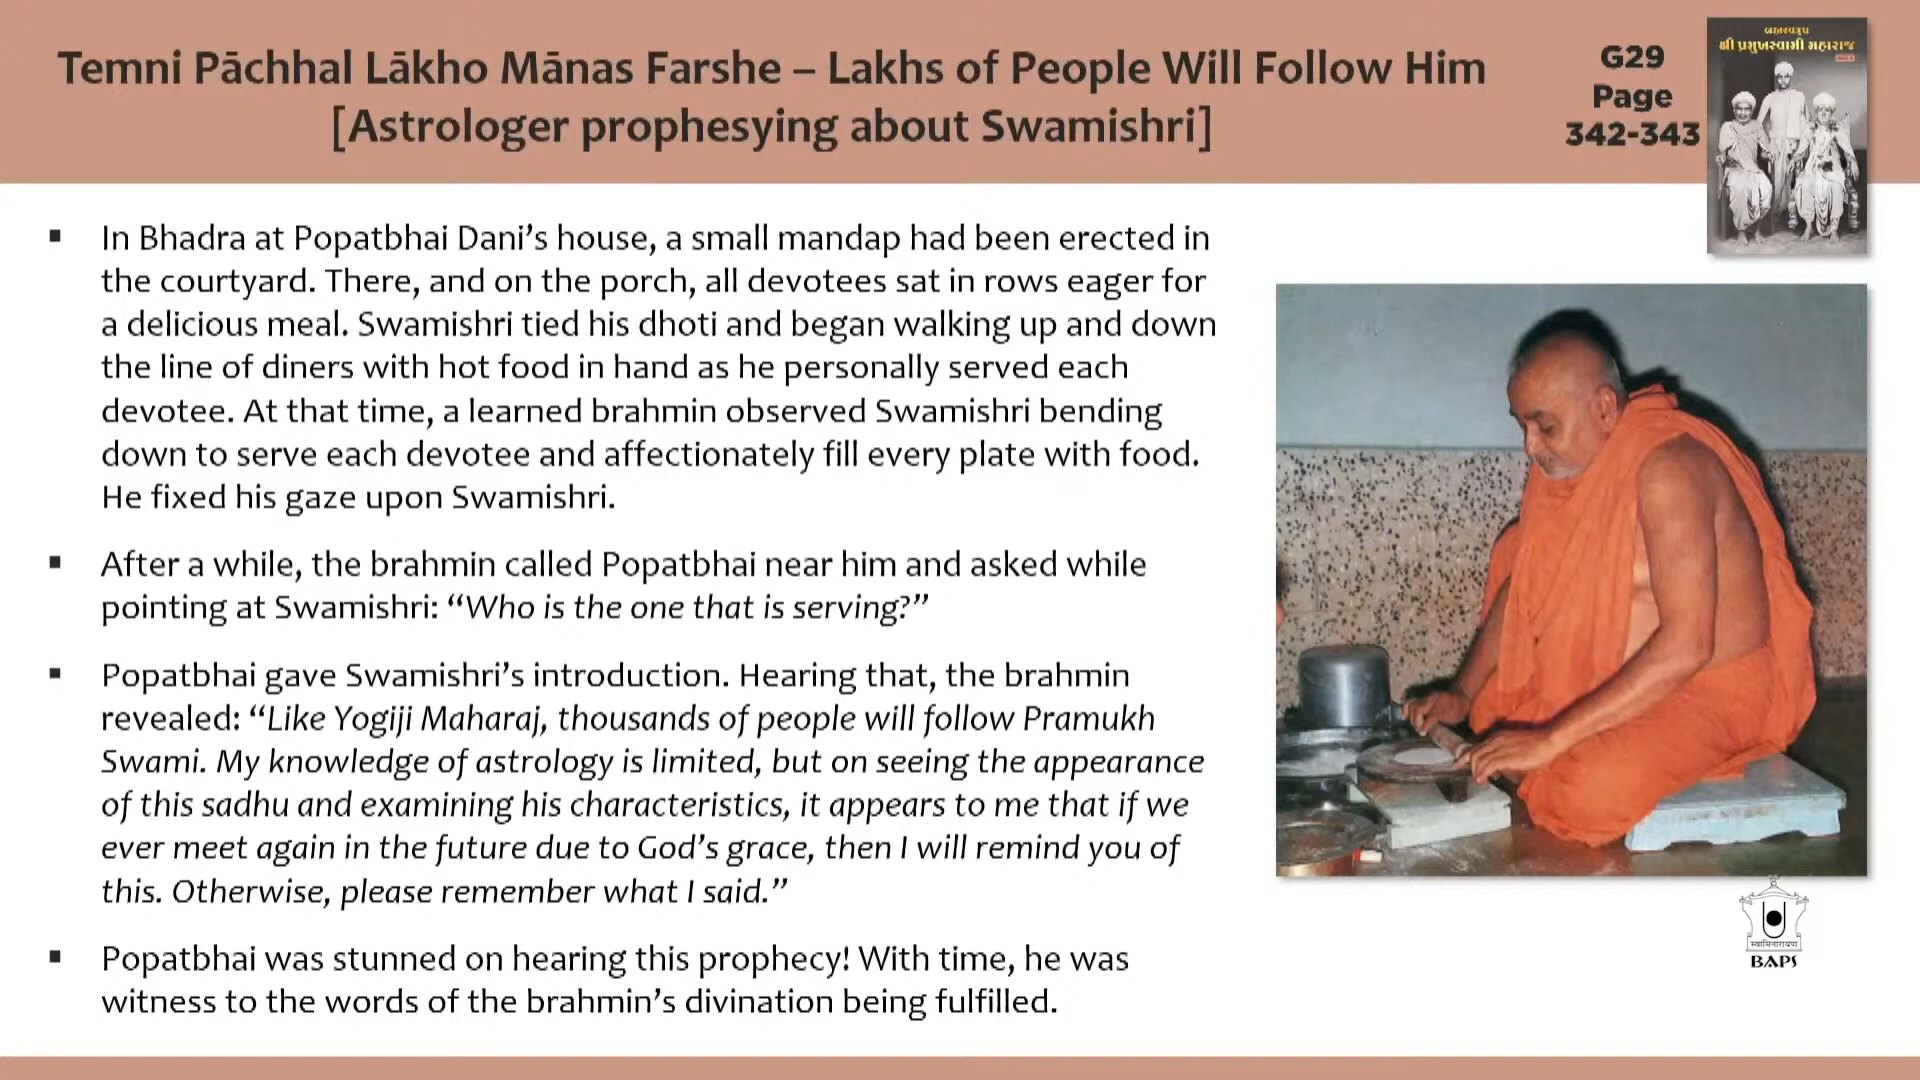 Temni Pāchhal Lākho Mānas Farshe – Lakhs of People Will Follow Him
[Astrologer prophesying about Swamishri]
G29
Page
342-343
બ્રહ્મસ્વરૂપ
શ્રી પ્રમુખસ્વામી મહારાજ
▪ In Bhadra at Popatbhai Dani’s house, a small mandap had been erected in
the courtyard. There, and on the porch, all devotees sat in rows eager for
a delicious meal. Swamishri tied his dhoti and began walking up and down
the line of diners with hot food in hand as he personally served each
devotee. At that time, a learned brahmin observed Swamishri bending
down to serve each devotee and affectionately fill every plate with food.
He fixed his gaze upon Swamishri.
▪ After a while, the brahmin called Popatbhai near him and asked while
pointing at Swamishri: “Who is the one that is serving?”
▪ Popatbhai gave Swamishri’s introduction. Hearing that, the brahmin
revealed: “Like Yogiji Maharaj, thousands of people will follow Pramukh
Swami. My knowledge of astrology is limited, but on seeing the appearance
of this sadhu and examining his characteristics, it appears to me that if we
ever meet again in the future due to God’s grace, then I will remind you of
this. Otherwise, please remember what I said.”
▪ Popatbhai was stunned on hearing this prophecy! With time, he was
witness to the words of the brahmin’s divination being fulfilled.
स्वामिनारायण
BAPS